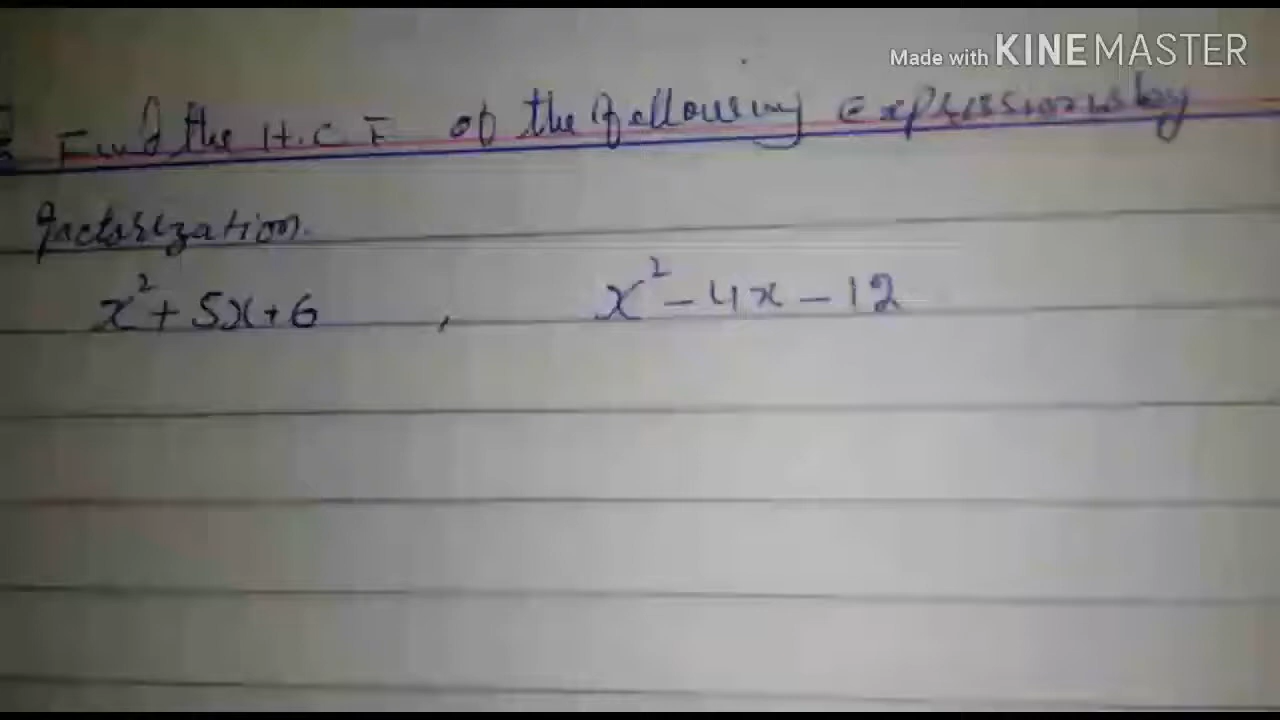 Made with KINEMASTER
Find the H.C.F of the following Expressions by
factorization.
x² + 5x + 6 , x² - 4x - 12